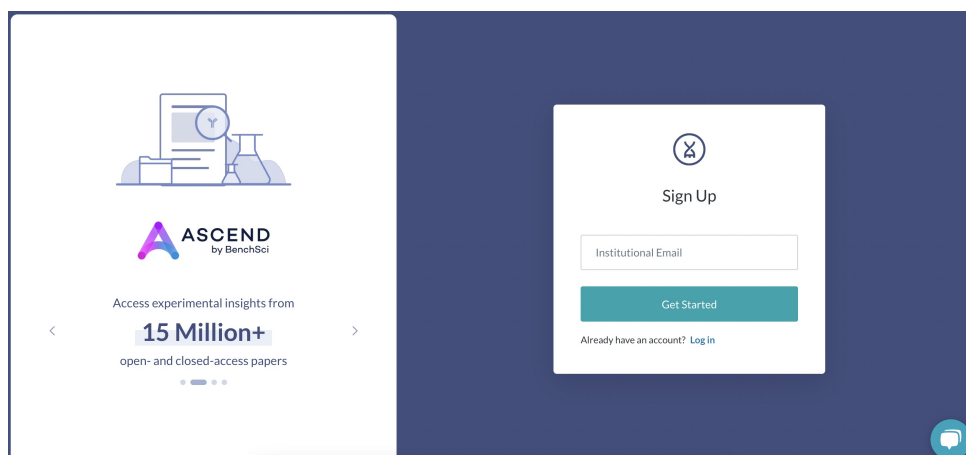 ASCEND
by BenchSci
Access experimental insights from
15 Million+
open- and closed-access papers
Sign Up
Institutional Email
Get Started
Already have an account? Log in